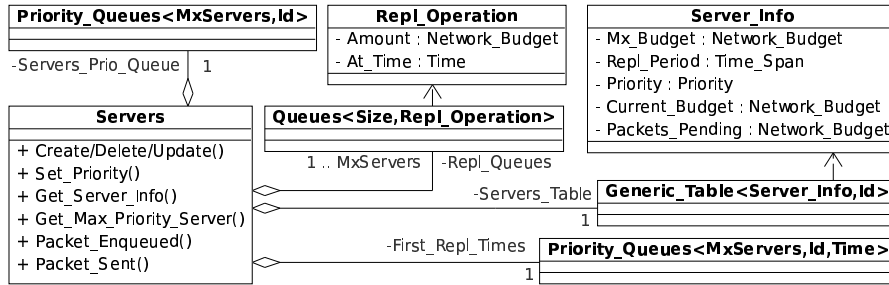 Priority_Queues<MxServers,Id>
-Servers_Prio_Queue
1
Repl_Operation
- Amount : Network_Budget
- At_Time : Time
Server_Info
- Mx_Budget : Network_Budget
- Repl_Period : Time_Span
- Priority : Priority
- Current_Budget : Network_Budget
- Packets_Pending : Network_Budget
Servers
+ Create/Delete/Update()
+ Set_Priority()
+ Get_Server_Info()
+ Get_Max_Priority_Server()
+ Packet_Enqueued()
+ Packet_Sent()
Queues<Size,Repl_Operation>
1 .. MxServers
-Repl_Queues
-Servers_Table
1
Generic_Table<Server_Info,Id>
-First_Repl_Times
1
Priority_Queues<MxServers,Id,Time>